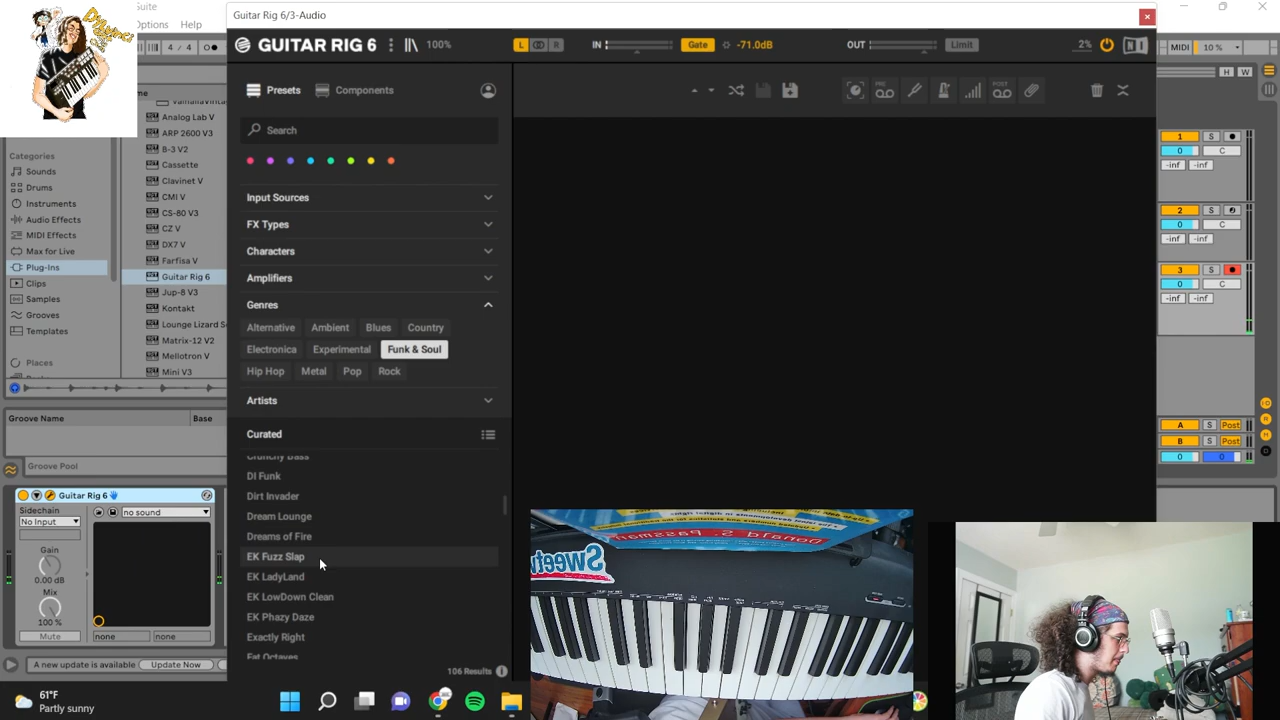 Guitar Rig 6/3-Audio
Suite
Options Help
GUITAR RIG 6
100%
L
R
IN
Gate
-71.0dB
OUT
Limit
2%
4 / 4
MIDI
10 %
H
W
Presets
Components
Search
Input Sources
FX Types
Characters
Amplifiers
Genres
Alternative
Ambient
Blues
Country
Electronica
Experimental
Funk & Soul
Hip Hop
Metal
Pop
Rock
Artists
Curated
Crunchy Bass
DI Funk
Dirt Invader
Dream Lounge
Dreams of Fire
EK Fuzz Slap
EK LadyLand
EK LowDown Clean
EK Phazy Daze
Exactly Right
Fat Octaves
106 Results
Categories
Sounds
Drums
Instruments
Audio Effects
MIDI Effects
Max for Live
Plug-Ins
Clips
Samples
Grooves
Templates
Places
Analog Lab V
ARP 2600 V3
B-3 V2
Cassette
Clavinet V
CMI V
CS-80 V3
CZ V
DX7 V
Farfisa V
Guitar Rig 6
Jup-8 V3
Kontakt
Lounge Lizard S
Matrix-12 V2
Mellotron V
Mini V3
Groove Name
Base
Groove Pool
Guitar Rig 6
Sidechain
No Input
Gain
0.00 dB
Mix
100 %
Mute
no sound
none
none
A new update is available
Update Now
61°F
Partly sunny
1
S
0
C
-inf
-inf
2
S
0
C
-inf
-inf
3
S
0
C
-inf
-inf
A
S
Post
B
S
Post
0
0
Donald S. Passman
Sweetw